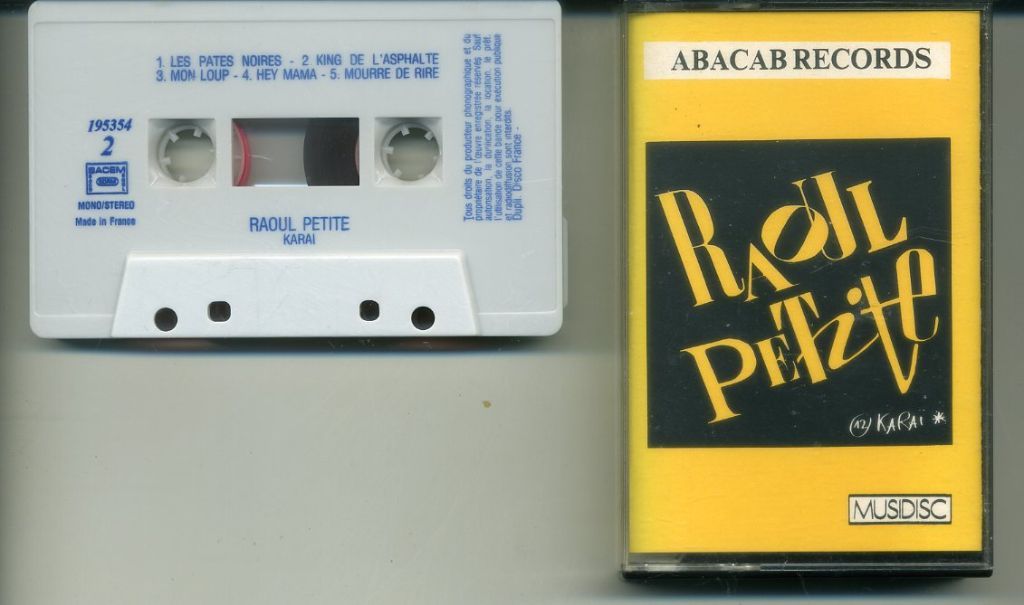 1. LES PATES NOIRES - 2. KING DE L'ASPHALTE
3. MON LOUP - 4. HEY MAMA - 5. MOURRE DE RIRE
195354
2
SACEM
MONO/STEREO
Made in France
RAOUL PETITE
KARAI
Tous droits du producteur phonographique et du
propriétaire de l'œuvre enregistrée réservés Sauf
autorisation, la duplication, la location, le prêt,
l'utilisation de cette bande pour exécution publique
et radiodiffusion sont interdits.
Dupli. Disco France -
ABACAB RECORDS
RAOUL
PETITE
(12) KARAÏ *
MUSIDISC